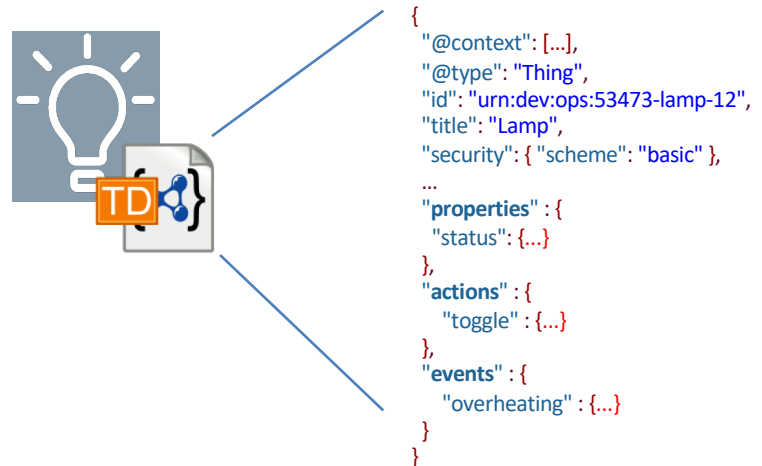 {
"@context": […],
"@type": "Thing",
"id": "urn:dev:ops:53473-lamp-12",
"title": "Lamp",
"security": { "scheme": "basic" },
…
"properties" : {
"status": {...}
},
"actions" : {
"toggle" : {...}
},
"events" : {
"overheating" : {...}
}
}
TD
{ }